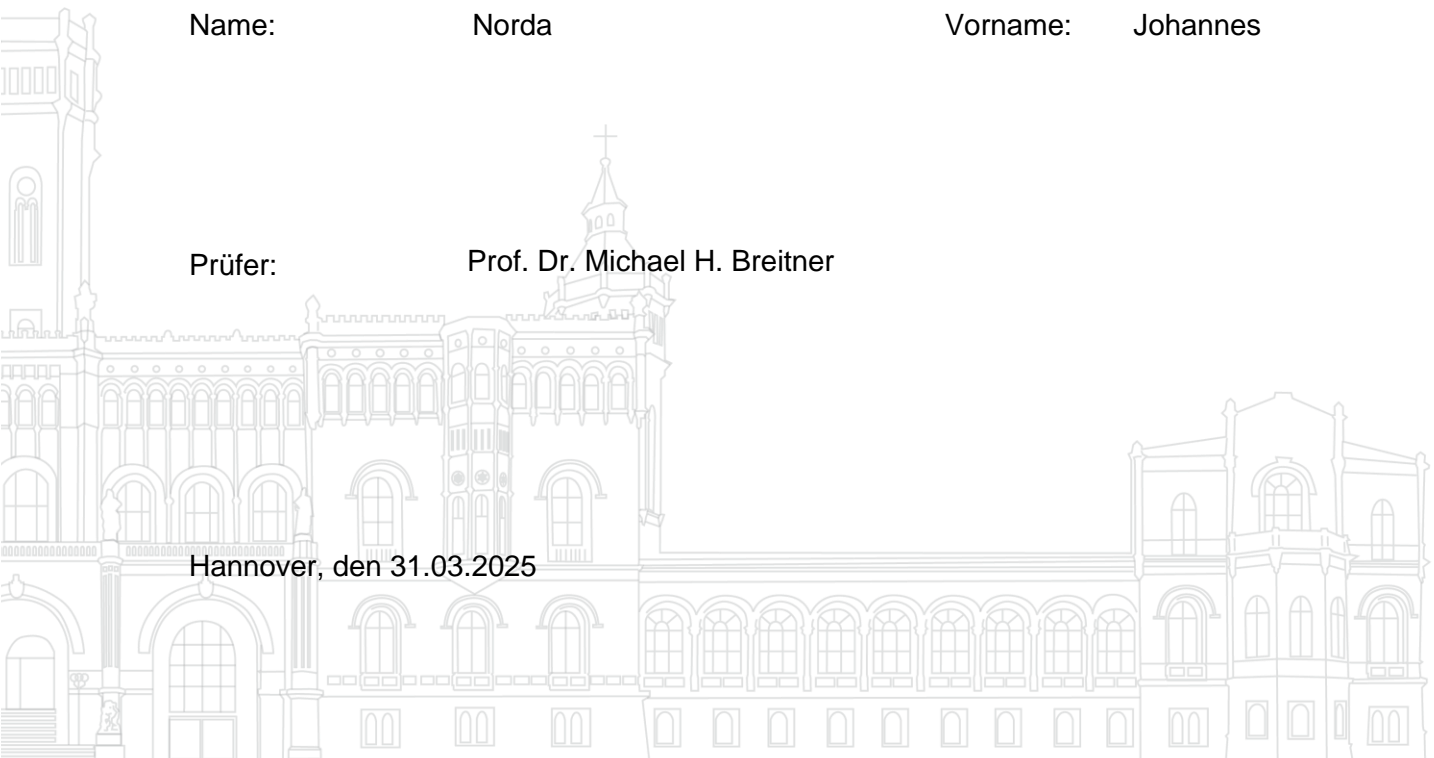 Name: Norda Vorname: Johannes
Prüfer: Prof. Dr. Michael H. Breitner
Hannover, den 31.03.2025